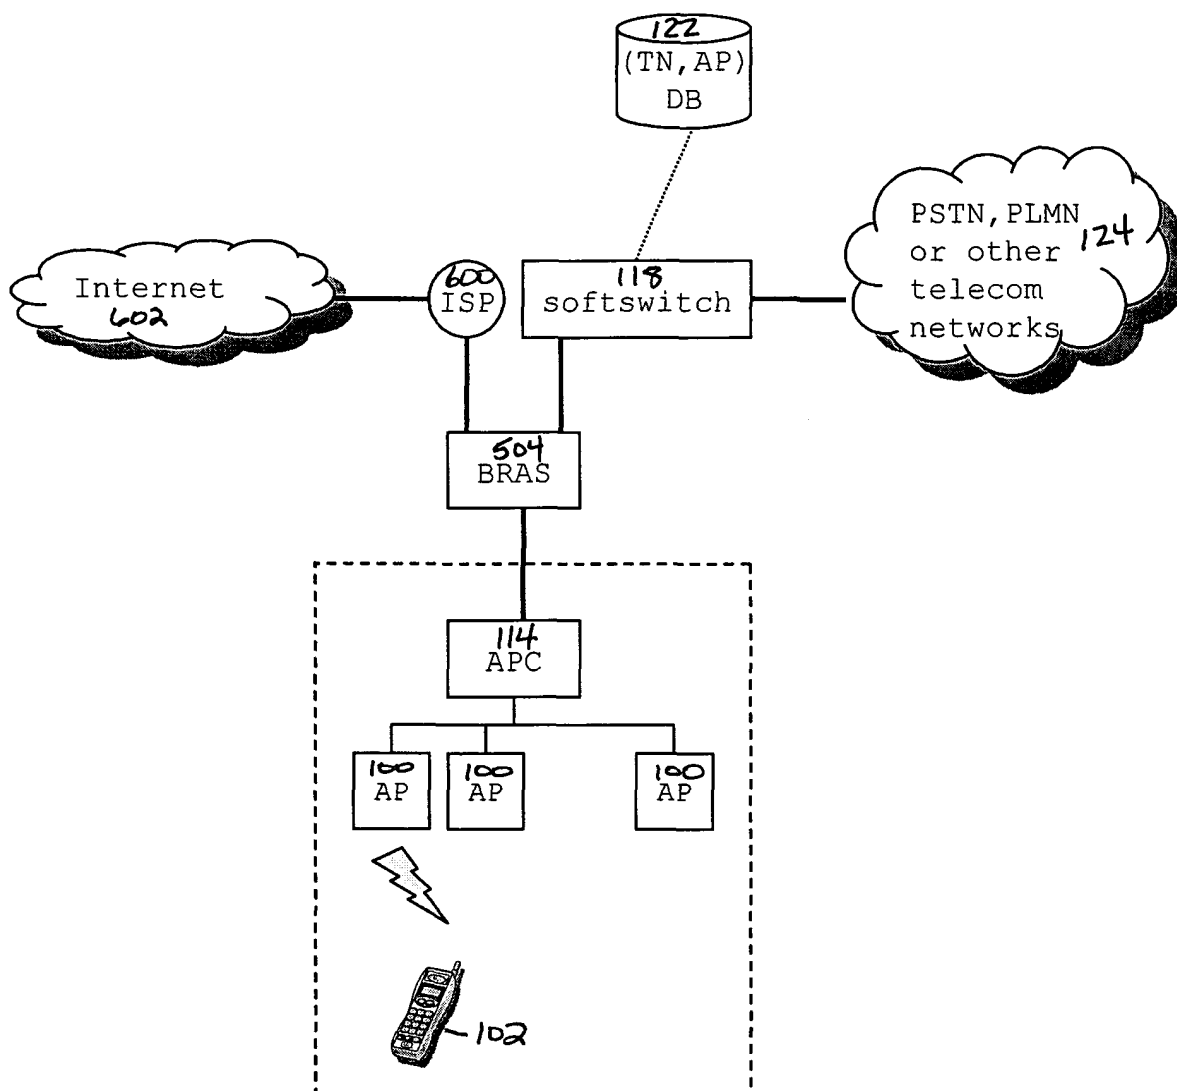 122
(TN, AP)
DB
PSTN, PLMN
or other 124
telecom
networks
Internet
602
600
ISP
118
softswitch
504
BRAS
114
APC
100
AP
100
AP
100
AP
102